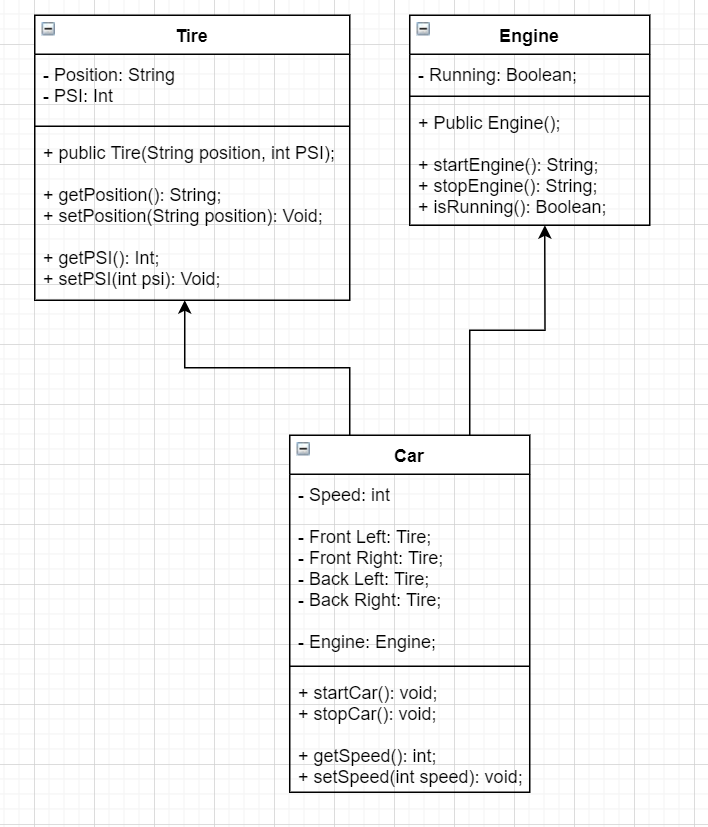 Tire
- Position: String
- PSI: Int
+ public Tire(String position, int PSI);
+ getPosition(): String;
+ setPosition(String position): Void;
+ getPSI(): Int;
+ setPSI(int psi): Void;
Engine
- Running: Boolean;
+ Public Engine();
+ startEngine(): String;
+ stopEngine(): String;
+ isRunning(): Boolean;
Car
- Speed: int
- Front Left: Tire;
- Front Right: Tire;
- Back Left: Tire;
- Back Right: Tire;
- Engine: Engine;
+ startCar(): void;
+ stopCar(): void;
+ getSpeed(): int;
+ setSpeed(int speed): void;